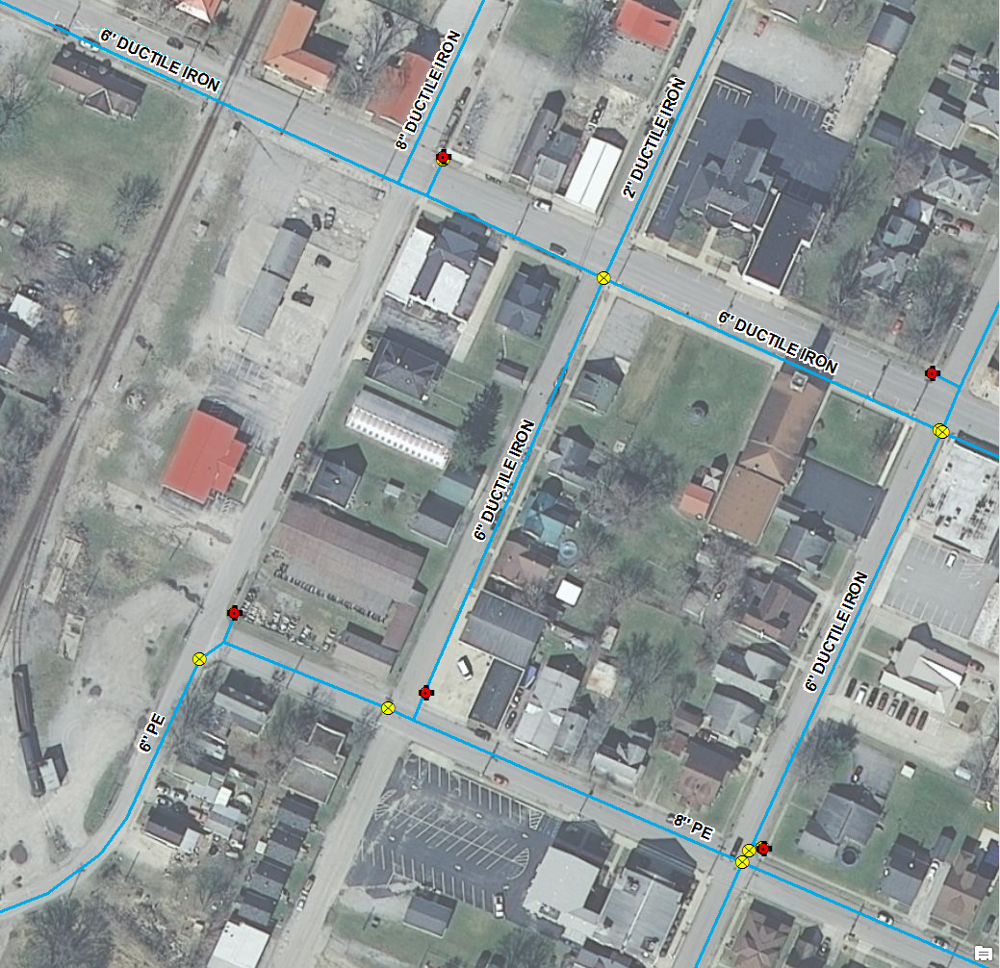 6' DUCTILE IRON
8" DUCTILE IRON
2" DUCTILE IRON
6" DUCTILE IRON
6" DUCTILE IRON
6" DUCTILE IRON
6" PE
8" PE